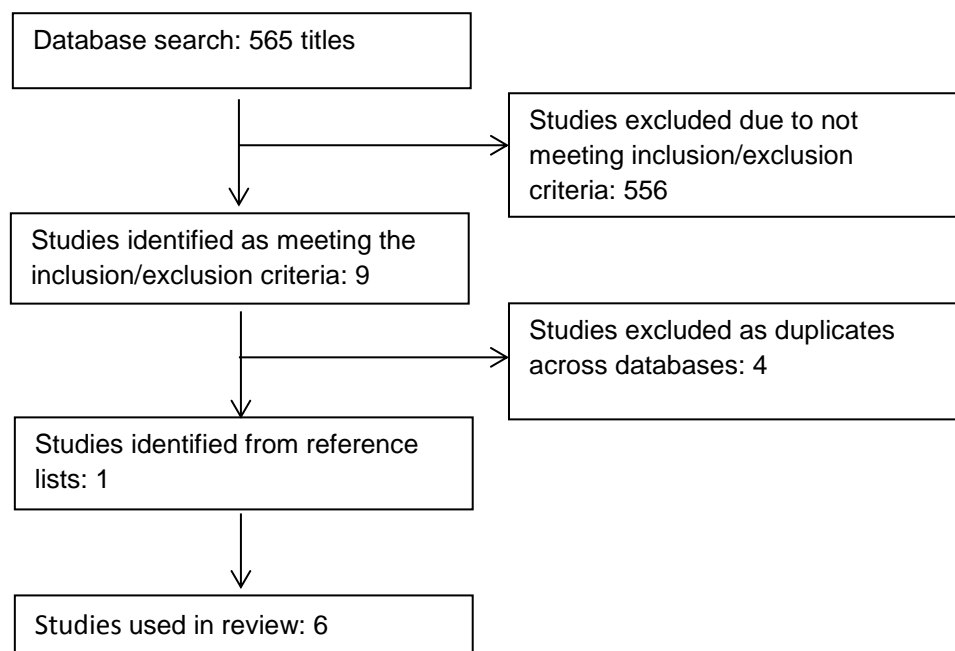 Database search: 565 titles
Studies excluded due to not
meeting inclusion/exclusion
criteria: 556
Studies identified as meeting the
inclusion/exclusion criteria: 9
Studies excluded as duplicates
across databases: 4
Studies identified from reference
lists: 1
Studies used in review: 6